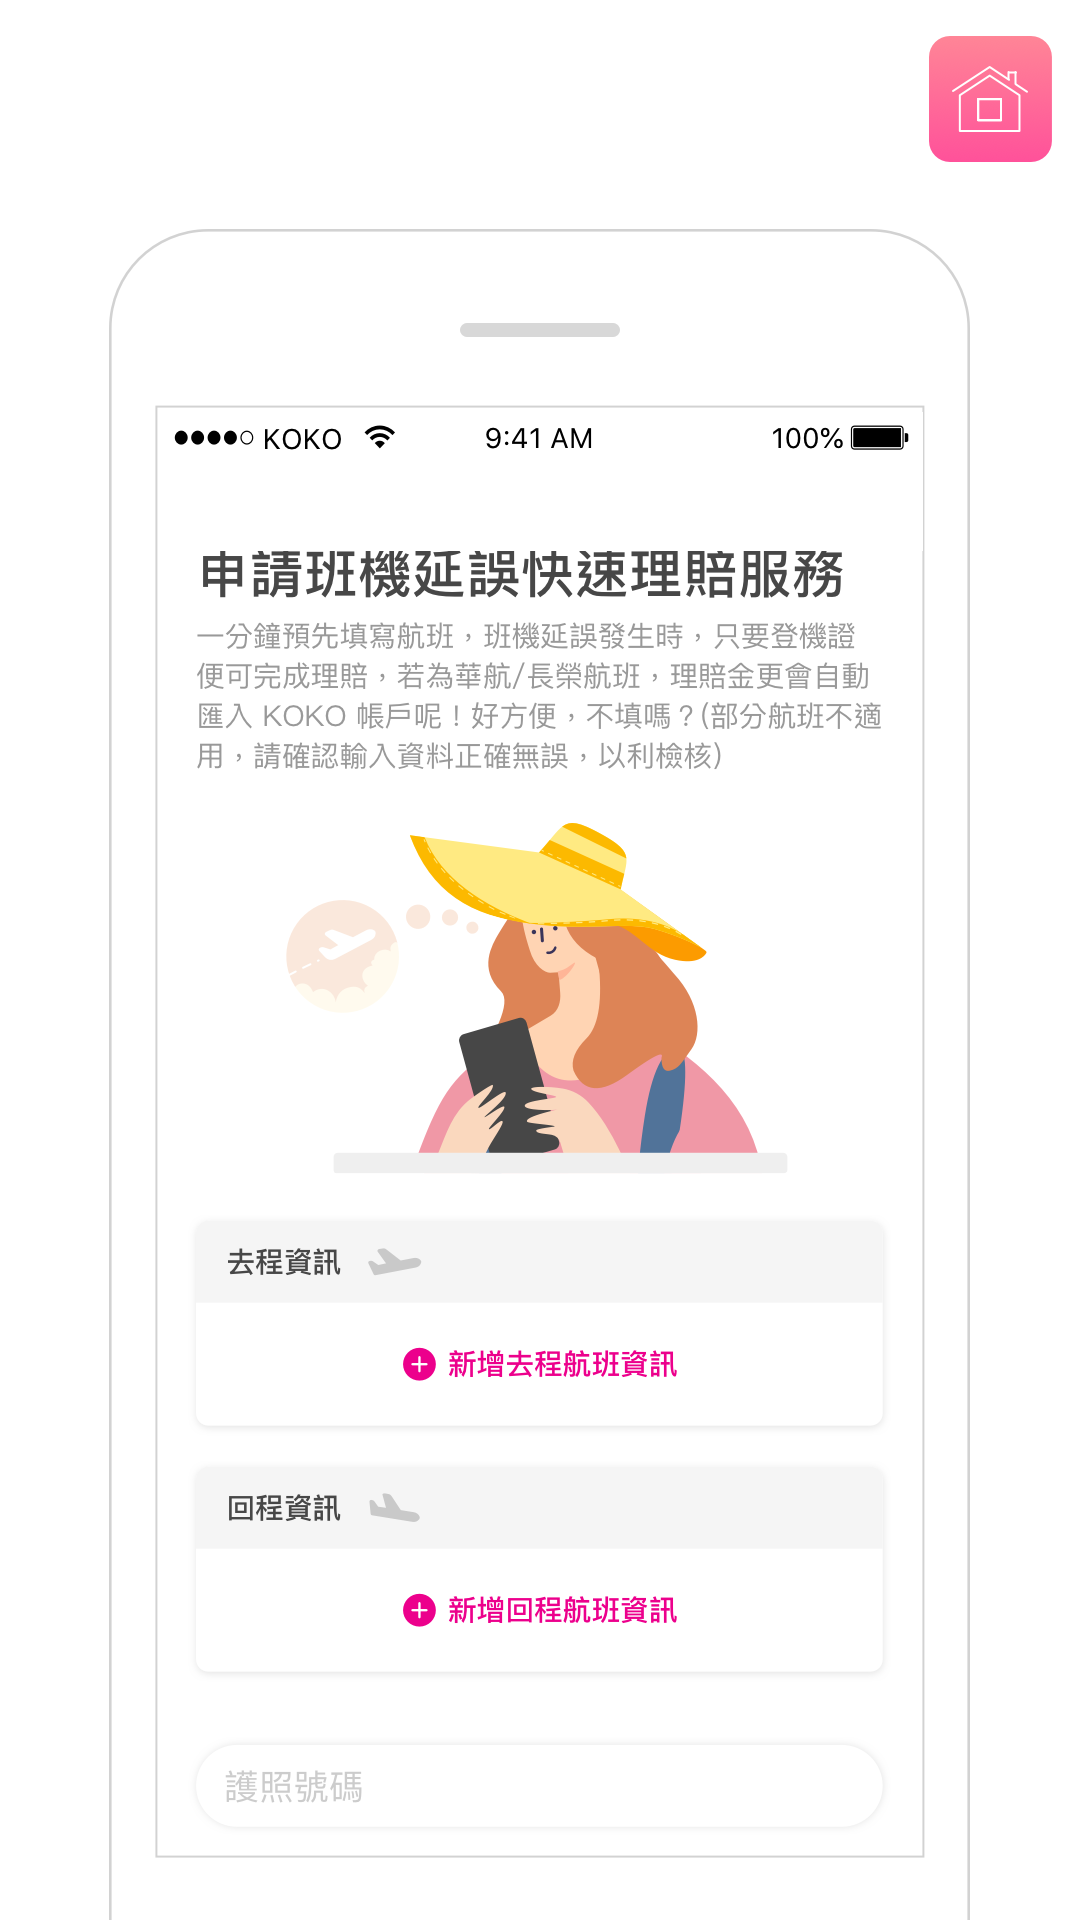 KOKO 9:41 AM 100%
申請班機延誤快速理賠服務
一分鐘預先填寫航班，班機延誤發生時，只要登機證
便可完成理賠，若為華航/長榮航班，理賠金更會自動
匯入 KOKO 帳戶呢！好方便，不填嗎？(部分航班不適
用，請確認輸入資料正確無誤，以利檢核)
去程資訊
新增去程航班資訊
回程資訊
新增回程航班資訊
護照號碼